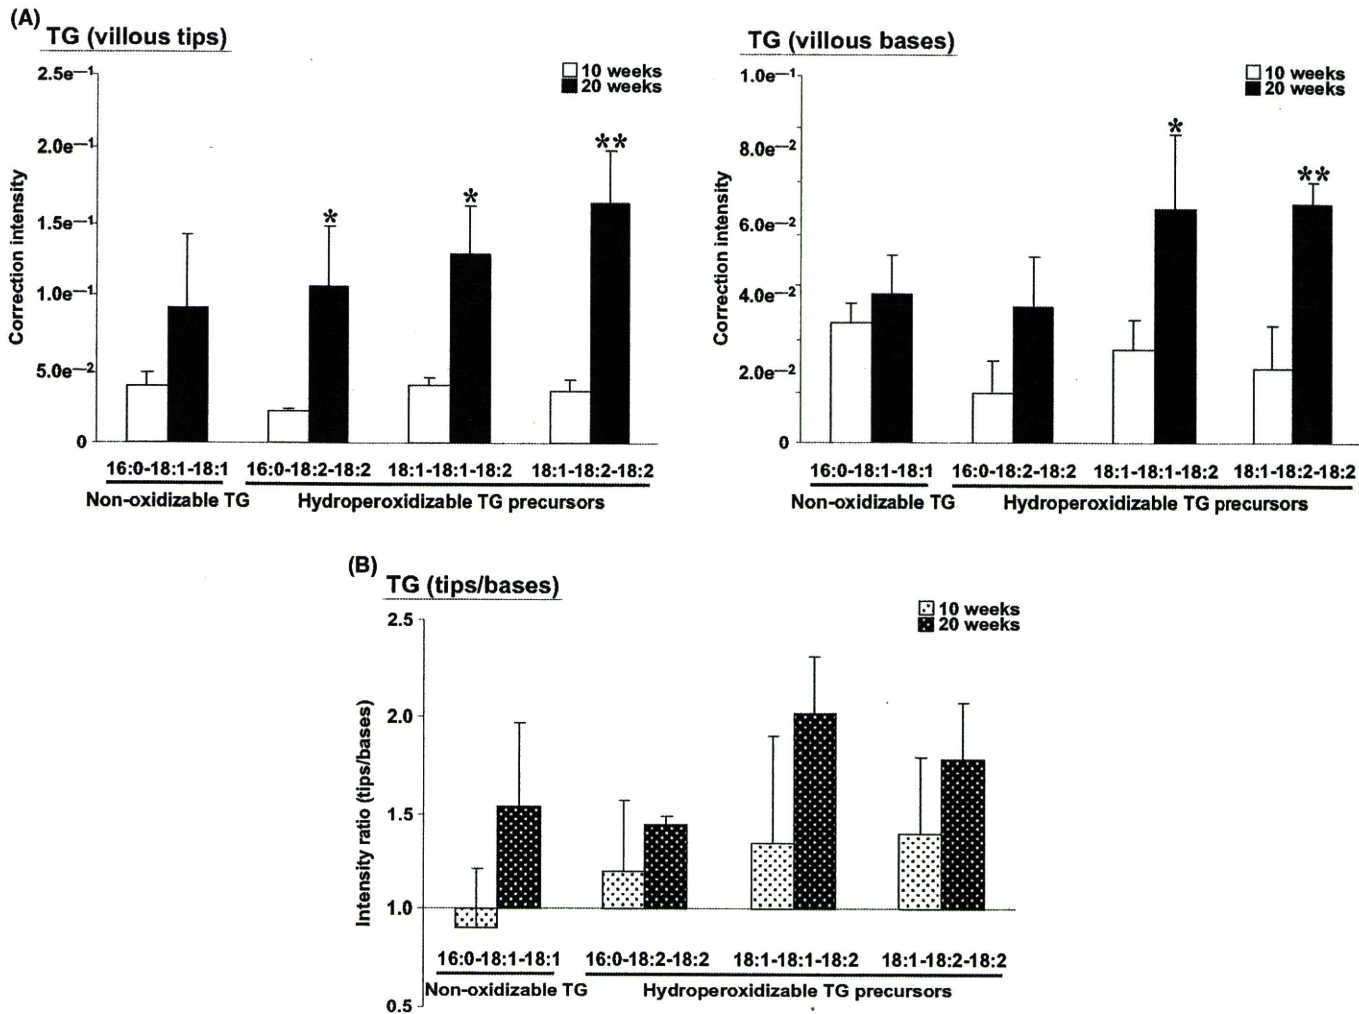 (A)
TG (villous tips)
10 weeks
20 weeks
2.5e—1
2.0e—1
1.5e—1
1.0e—1
5.0e—2
0
Correction intensity
*
*
**
16:0-18:1-18:1 16:0-18:2-18:2 18:1-18:1-18:2 18:1-18:2-18:2
Non-oxidizable TG Hydroperoxidizable TG precursors
TG (villous bases)
10 weeks
20 weeks
1.0e—1
8.0e—2
6.0e—2
4.0e—2
2.0e—2
0
Correction intensity
*
**
16:0-18:1-18:1 16:0-18:2-18:2 18:1-18:1-18:2 18:1-18:2-18:2
Non-oxidizable TG Hydroperoxidizable TG precursors
(B)
TG (tips/bases)
10 weeks
20 weeks
2.5
2.0
1.5
1.0
0.5
Intensity ratio (tips/bases)
16:0-18:1-18:1 16:0-18:2-18:2 18:1-18:1-18:2 18:1-18:2-18:2
Non-oxidizable TG Hydroperoxidizable TG precursors